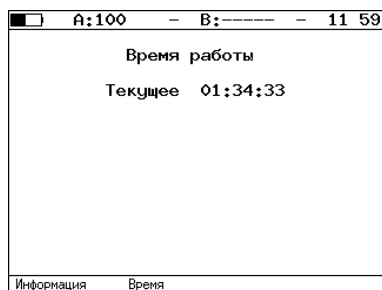 A:100 – B:----- – 11 59
Время работы
Текущее 01:34:33
Информация Время